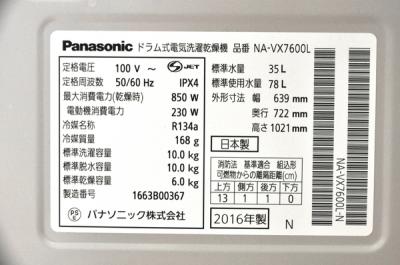 Panasonic ドラム式電気洗濯乾燥機 品番 NA-VX7600L
定格電圧 100 V~
定格周波数 50/60 Hz
S JET
IPX4
最大消費電力(乾燥時) 850 W
電動機消費電力 230 W
冷媒名称 R134a
冷媒質量 168 g
標準洗濯容量 10.0 kg
標準脱水容量 10.0 kg
標準乾燥容量 6.0 kg
製造番号 1663B00367
PSE パナソニック株式会社
標準水量 35 L
標準使用水量 78 L
外形寸法 幅 639 mm
奥行 722 mm
高さ 1021 mm
日本製
消防法 基準適合 組込形
可燃物からの離隔距離(cm)
上方 側方 前方 後方
13 1 1 0
2016年製 N
NA-VX7600L-N